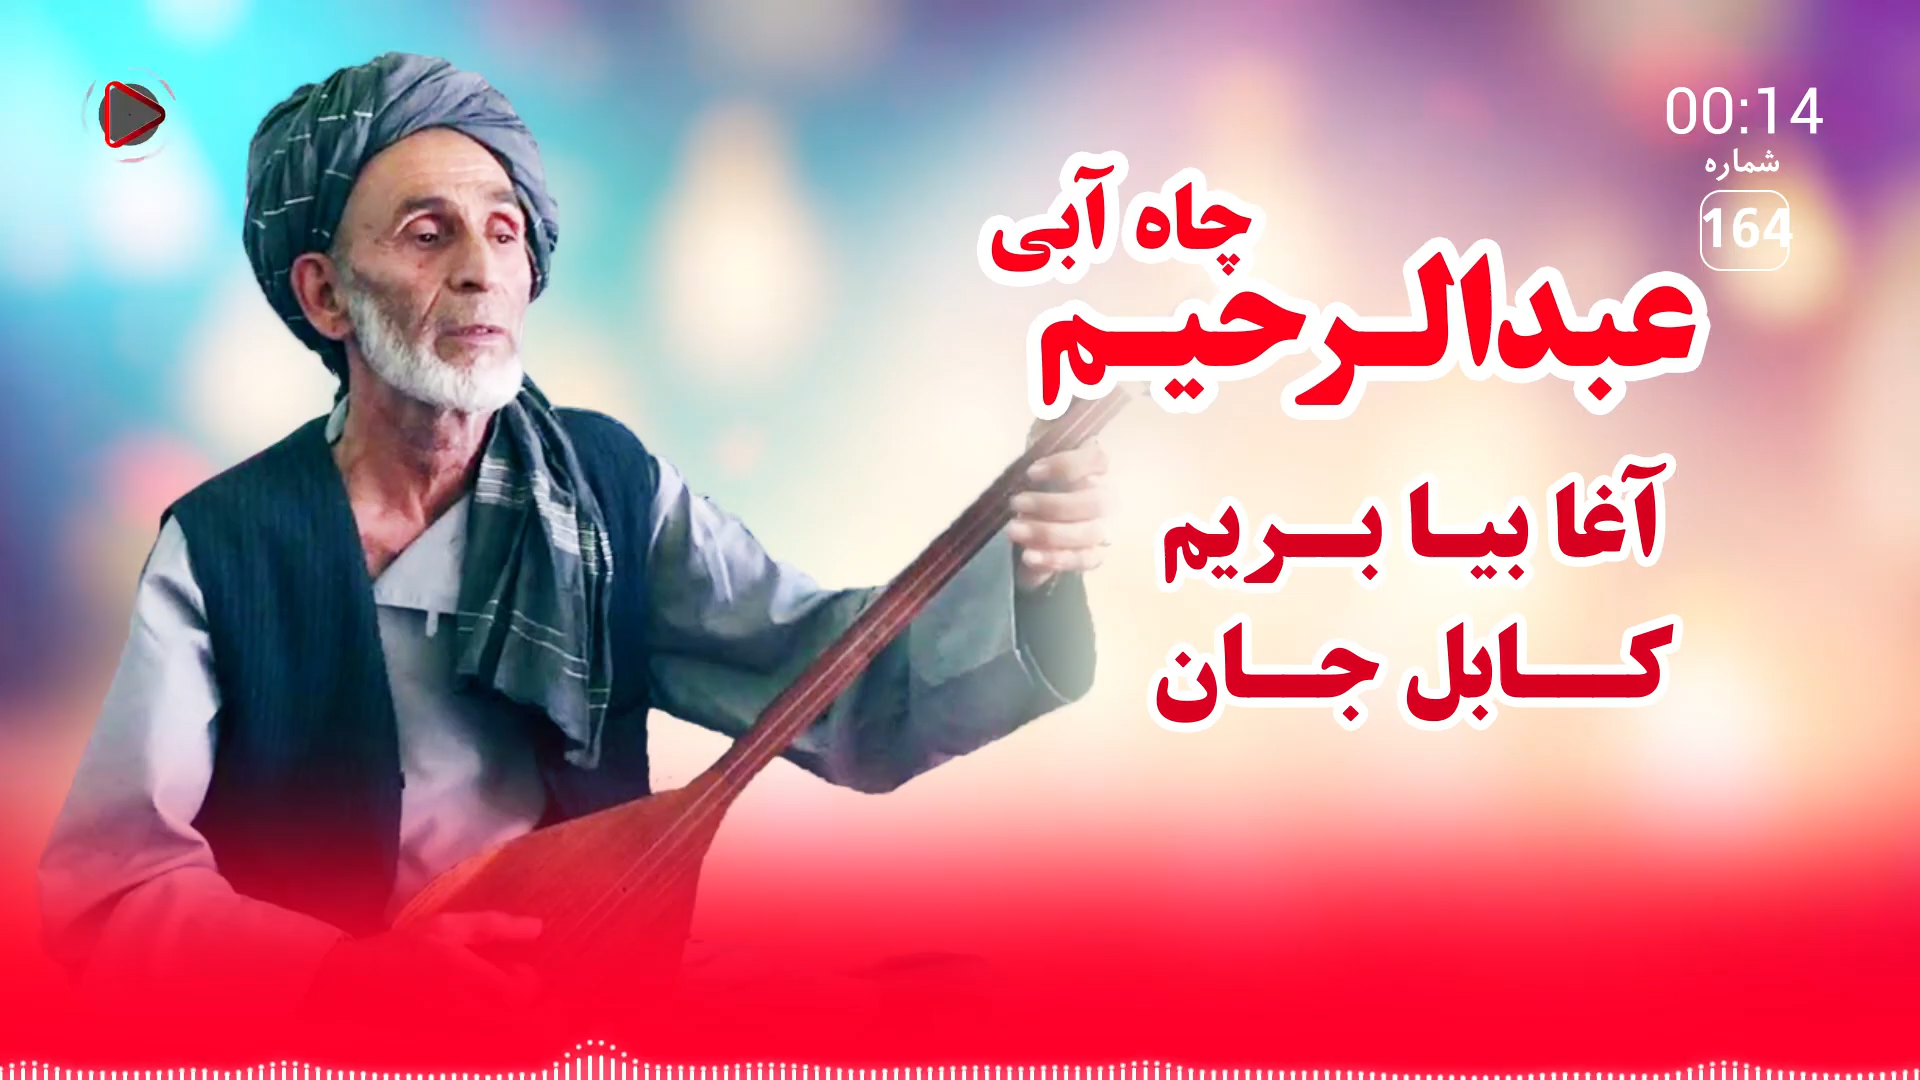 00:14
شماره
164
چاه آبی
عبدالرحیم
آغا بیا بریم
کابل جان